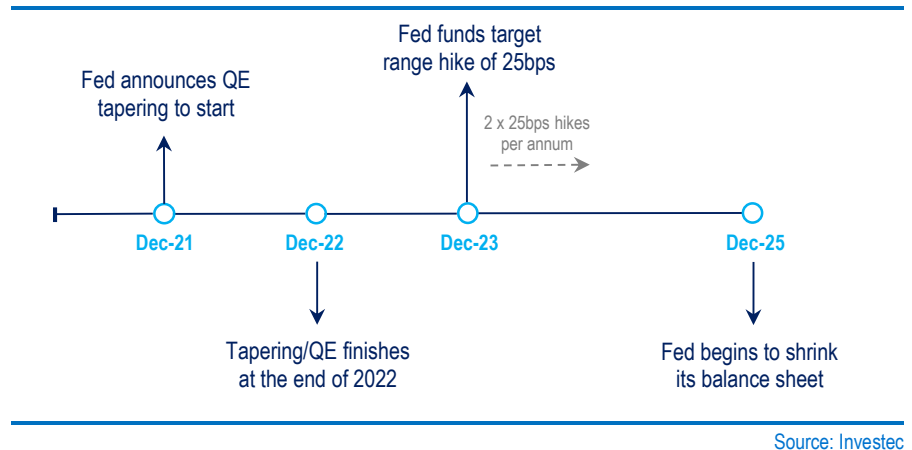 Fed funds target
range hike of 25bps
Fed announces QE
tapering to start
2 x 25bps hikes
per annum
Dec-21
Dec-22
Dec-23
Dec-25
Tapering/QE finishes
at the end of 2022
Fed begins to shrink
its balance sheet
Source: Investec